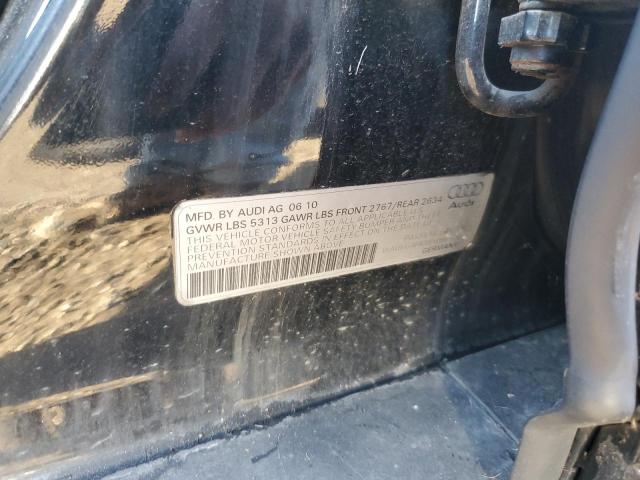 MFD. BY AUDI AG 06 10
GVWR LBS 5313 GAWR LBS FRONT 2767/REAR 2634
THIS VEHICLE CONFORMS TO ALL APPLICABLE U.S.
FEDERAL MOTOR VEHICLE SAFETY BUMPER AND THEFT
PREVENTION STANDARDS IN EFFECT ON THE DATE OF
MANUFACTURE SHOWN ABOVE
Audi
GERMANY